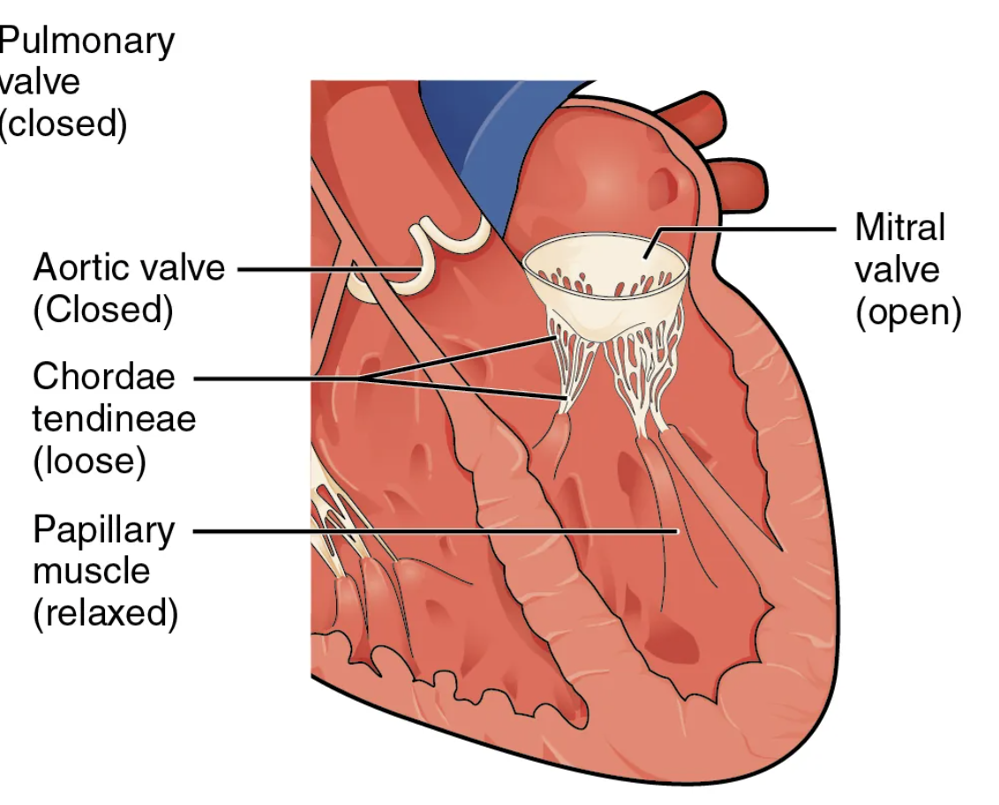 Pulmonary
valve
(closed)
Aortic valve
(Closed)
Chordae
tendineae
(loose)
Papillary
muscle
(relaxed)
Mitral
valve
(open)